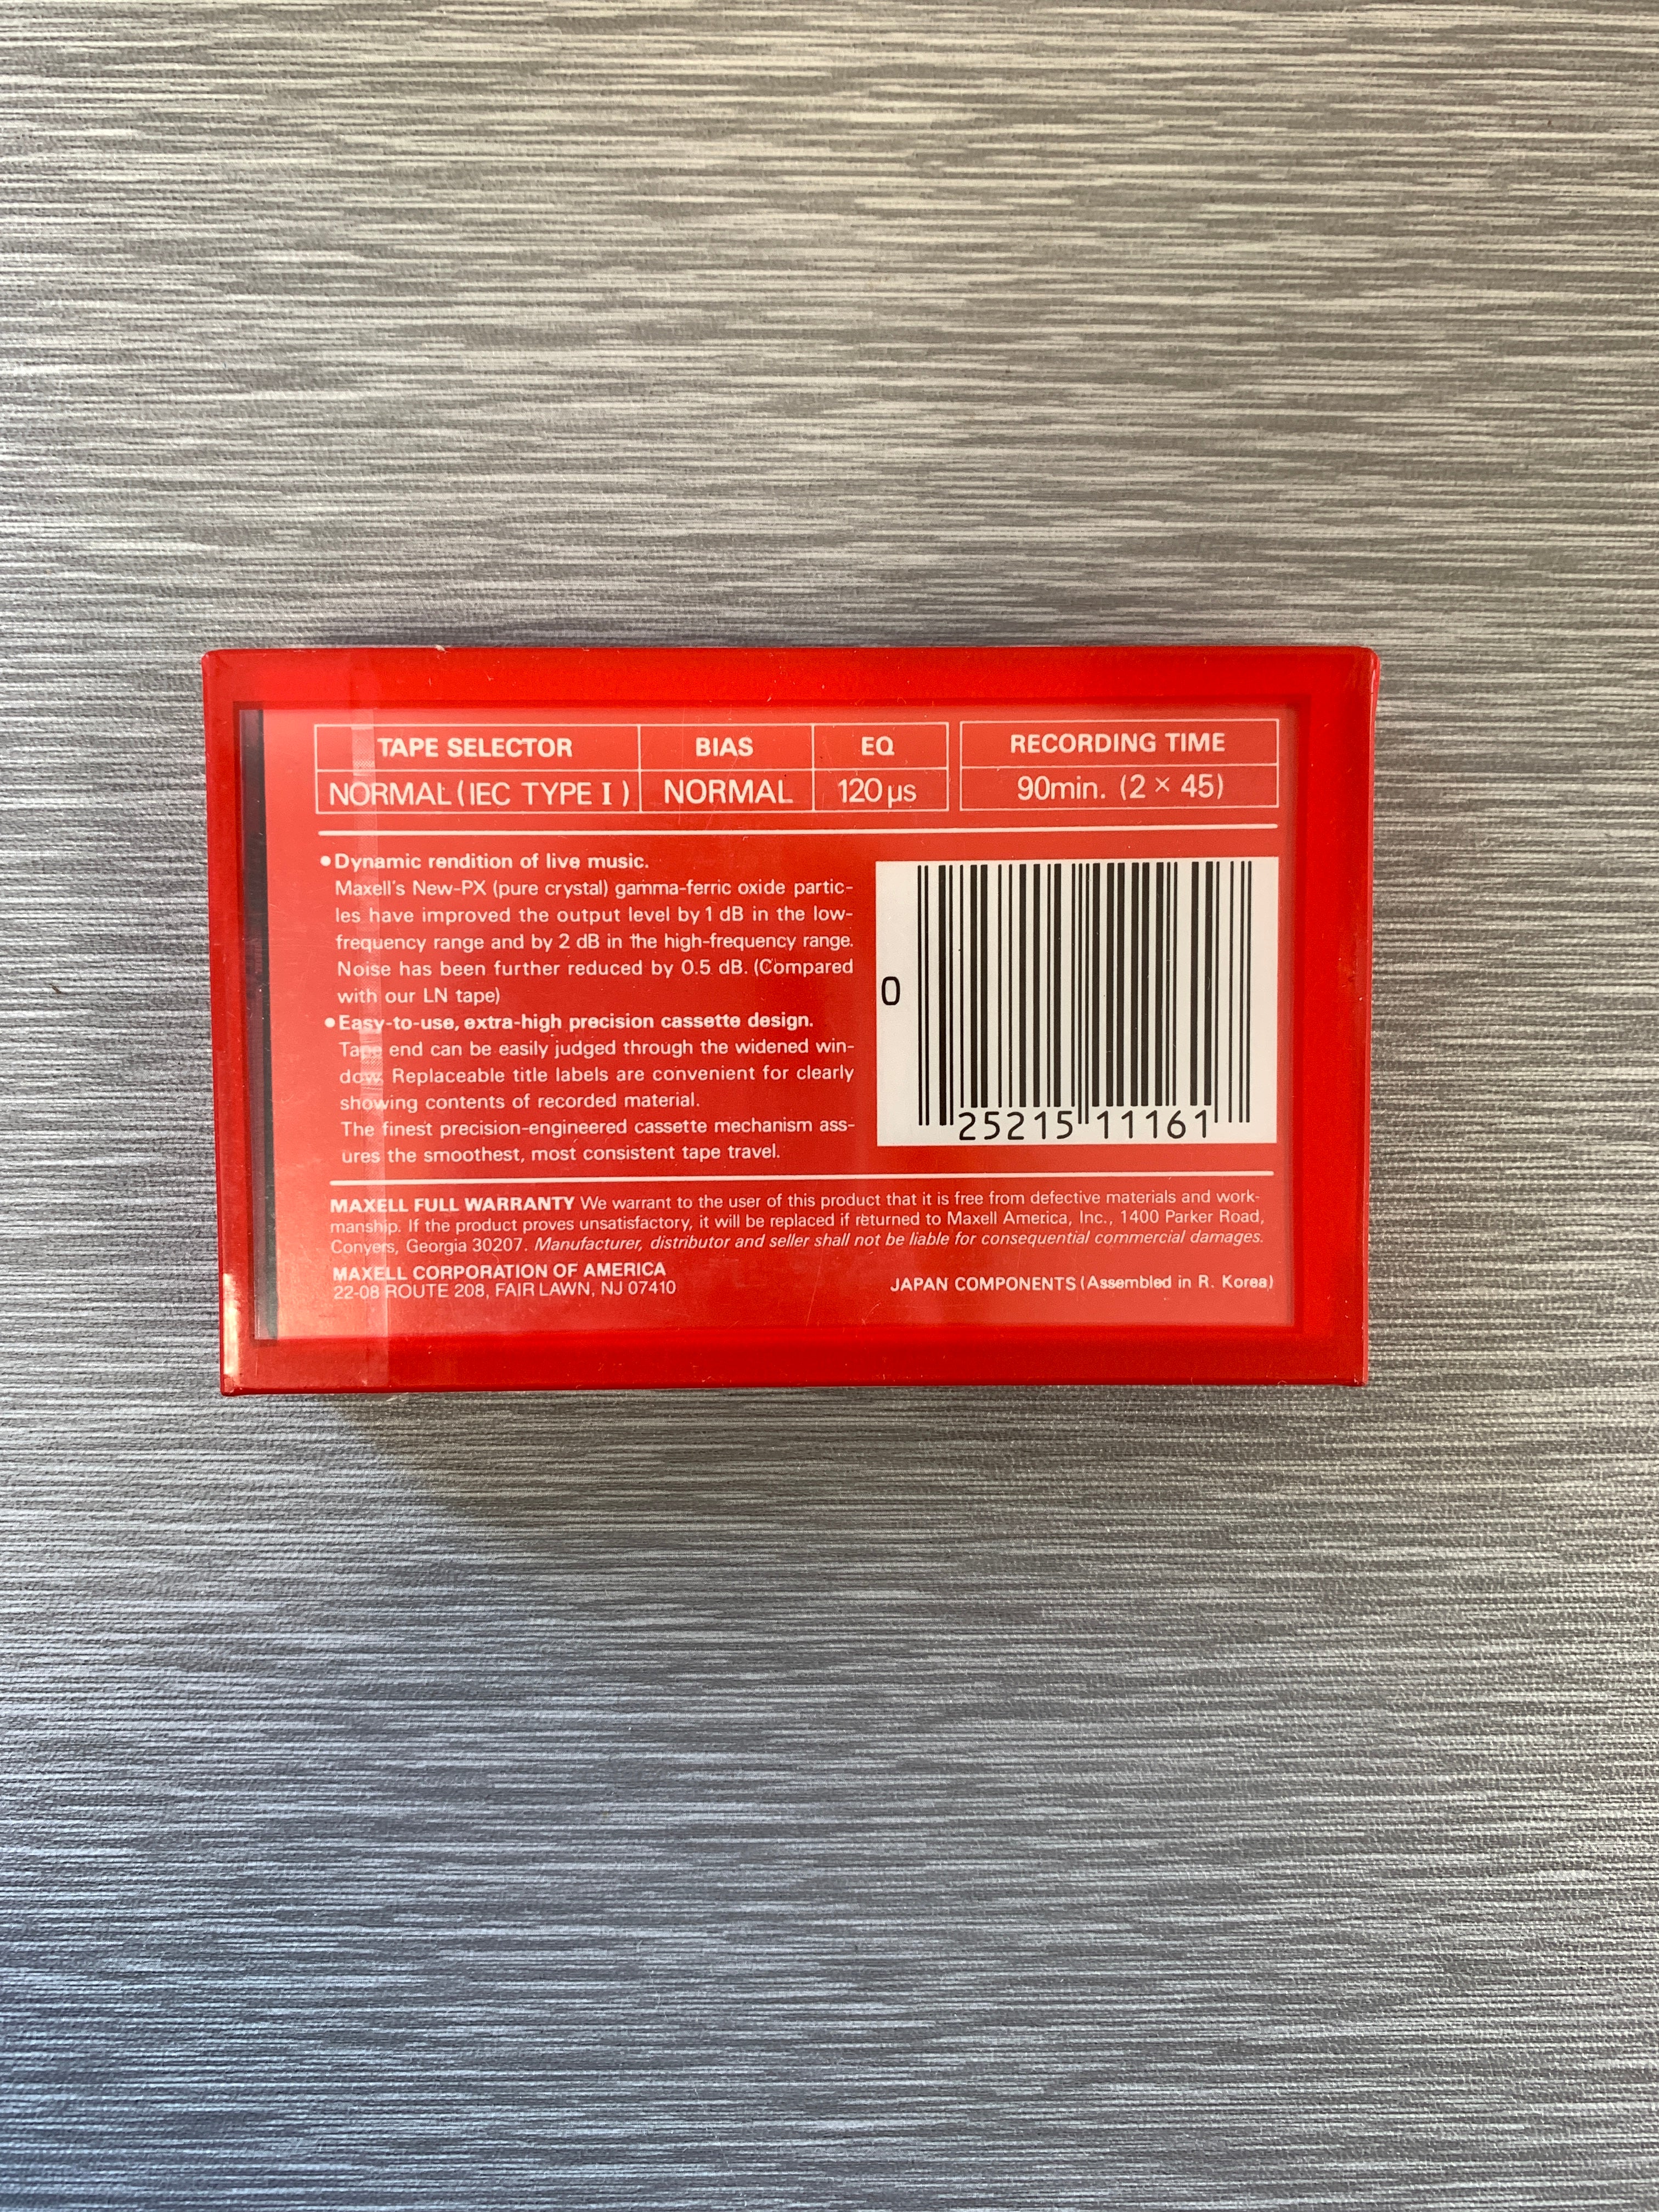 TAPE SELECTOR BIAS EQ RECORDING TIME
NORMAL (IEC TYPE I) NORMAL 120μs 90min. (2 × 45)
●Dynamic rendition of live music.
Maxell's New-PX (pure crystal) gamma-ferric oxide partic-
les have improved the output level by 1 dB in the low-
frequency range and by 2 dB in the high-frequency range.
Noise has been further reduced by 0.5 dB. (Compared
with our LN tape)
●Easy-to-use, extra-high precision cassette design.
Tape end can be easily judged through the widened win-
dow. Replaceable title labels are convenient for clearly
showing contents of recorded material.
The finest precision-engineered cassette mechanism ass-
ures the smoothest, most consistent tape travel.
0 25215 11161
MAXELL FULL WARRANTY We warrant to the user of this product that it is free from defective materials and work-
manship. If the product proves unsatisfactory, it will be replaced if returned to Maxell America, Inc., 1400 Parker Road,
Conyers, Georgia 30207. Manufacturer, distributor and seller shall not be liable for consequential commercial damages.
MAXELL CORPORATION OF AMERICA
22-08 ROUTE 208, FAIR LAWN, NJ 07410
JAPAN COMPONENTS (Assembled in R. Korea)